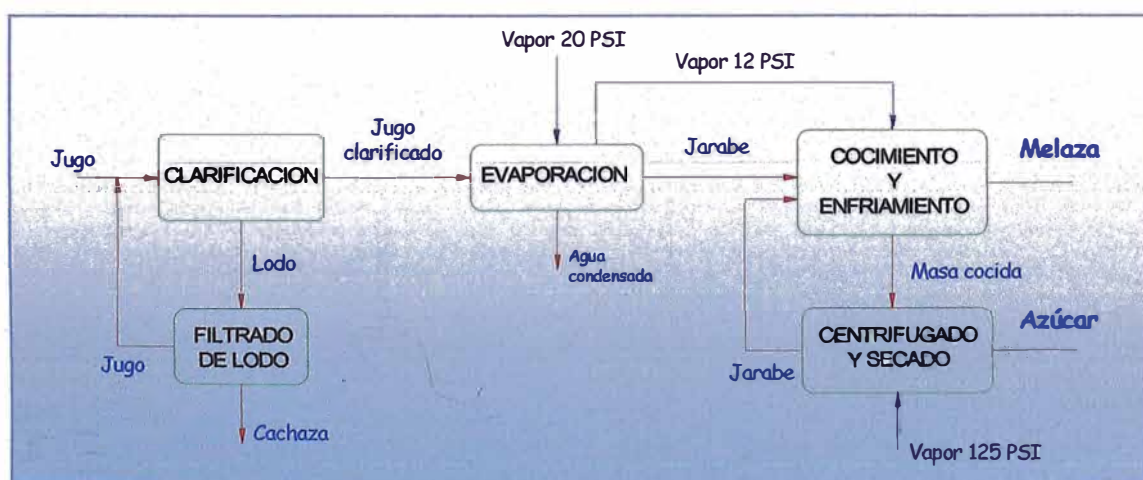 Vapor 20 PSI
Vapor 12 PSI
Jugo
CLARIFICACION
Jugo
clarificado
EVAPORACION
Jarabe
COCIMIENTO
Y
ENFRIAMIENTO
Melaza
Lodo
Agua
condensada
Masa cocida
FILTRADO
DE LODO
Jugo
Cachaza
Jarabe
CENTRIFUGADO
Y SECADO
Azúcar
Vapor 125 PSI